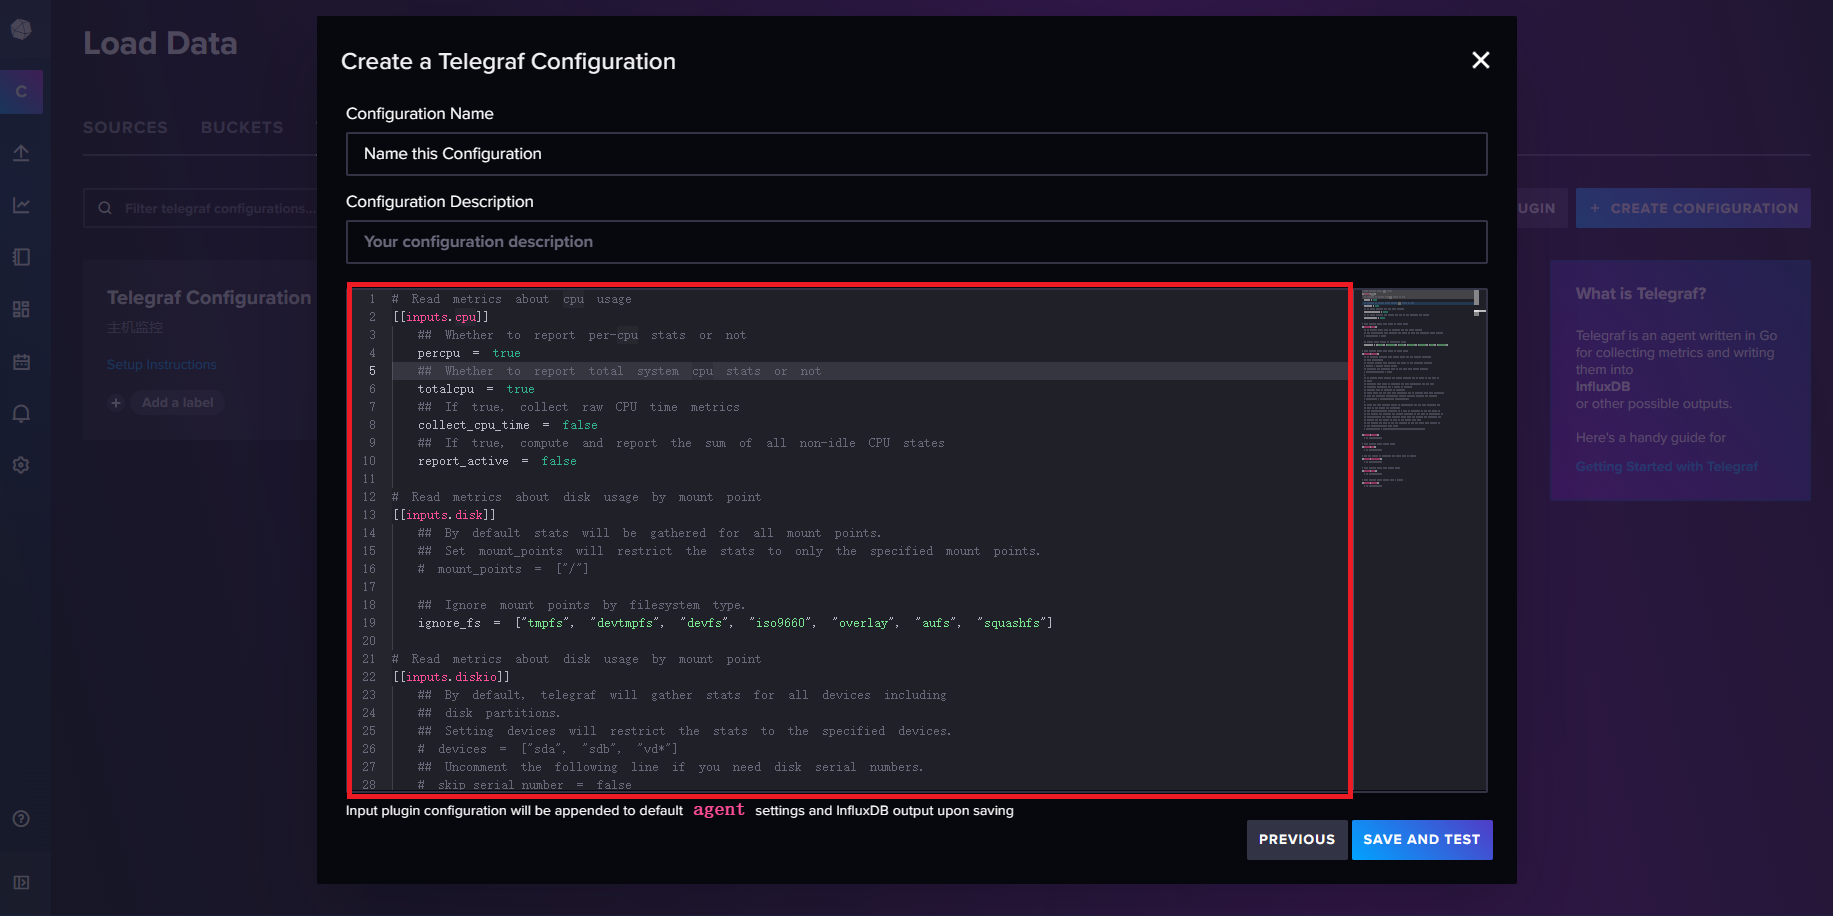 Load Data
C
SOURCES BUCKETS
Filter telegraf configurations...
UGIN
+ CREATE CONFIGURATION
Telegraf Configuration
主机监控
Setup Instructions
+ Add a label
Create a Telegraf Configuration
Configuration Name
Name this Configuration
Configuration Description
Your configuration description
1 # Read metrics about cpu usage
2 [[inputs.cpu]]
3 ## Whether to report per-cpu stats or not
4 percpu = true
5 ## Whether to report total system cpu stats or not
6 totalcpu = true
7 ## If true, collect raw CPU time metrics
8 collect_cpu_time = false
9 ## If true, compute and report the sum of all non-idle CPU states
10 report_active = false
11
12 # Read metrics about disk usage by mount point
13 [[inputs.disk]]
14 ## By default stats will be gathered for all mount points.
15 ## Set mount_points will restrict the stats to only the specified mount points.
16 # mount_points = ["/"]
17
18 ## Ignore mount points by filesystem type.
19 ignore_fs = ["tmpfs", "devtmpfs", "devfs", "iso9660", "overlay", "aufs", "squashfs"]
20
21 # Read metrics about disk usage by mount point
22 [[inputs.diskio]]
23 ## By default, telegraf will gather stats for all devices including
24 ## disk partitions.
25 ## Setting devices will restrict the stats to the specified devices.
26 # devices = ["sda", "sdb", "vd*"]
27 ## Uncomment the following line if you need disk serial numbers.
28 # skip_serial_number = false
Input plugin configuration will be appended to default agent settings and InfluxDB output upon saving
PREVIOUS
SAVE AND TEST
What is Telegraf?
Telegraf is an agent written in Go
for collecting metrics and writing
them into
InfluxDB
or other possible outputs.
Here's a handy guide for
Getting Started with Telegraf